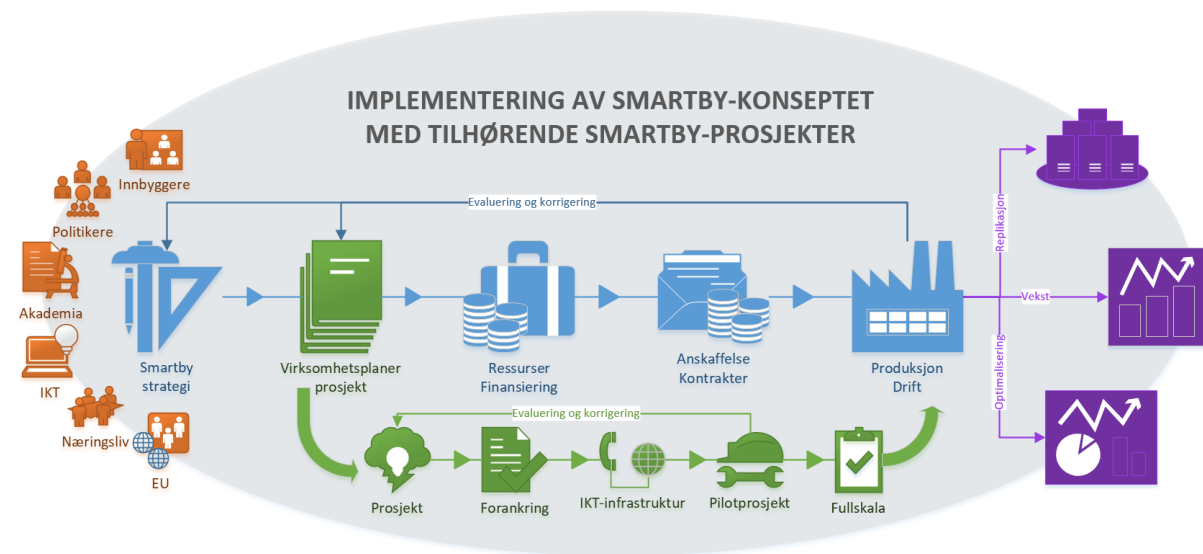 IMPLEMENTERING AV SMARTBY-KONSEPTET
MED TILHØRENDE SMARTBY-PROSJEKTER
Innbyggere
Politikere
Akademia
IKT
Næringsliv
EU
Evaluering og korrigering
Smartby
strategi
Virksomhetsplaner
prosjekt
Ressurser
Finansiering
Anskaffelse
Kontrakter
Produksjon
Drift
Replikasjon
Vekst
Optimalisering
Evaluering og korrigering
Prosjekt
Forankring
IKT-infrastruktur
Pilotprosjekt
Fullskala